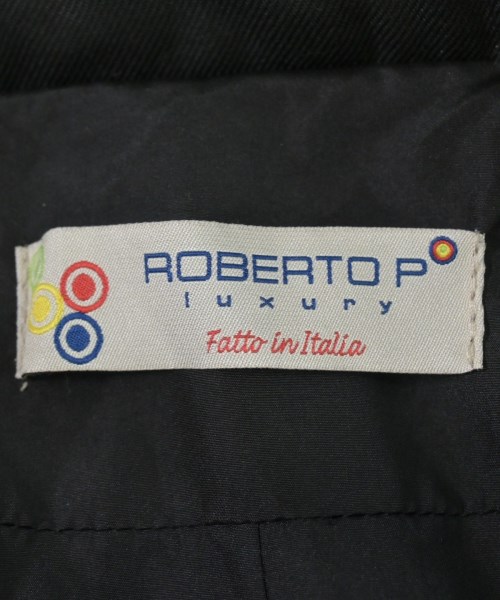 ROBERTO P
luxury
Fatto in Italia